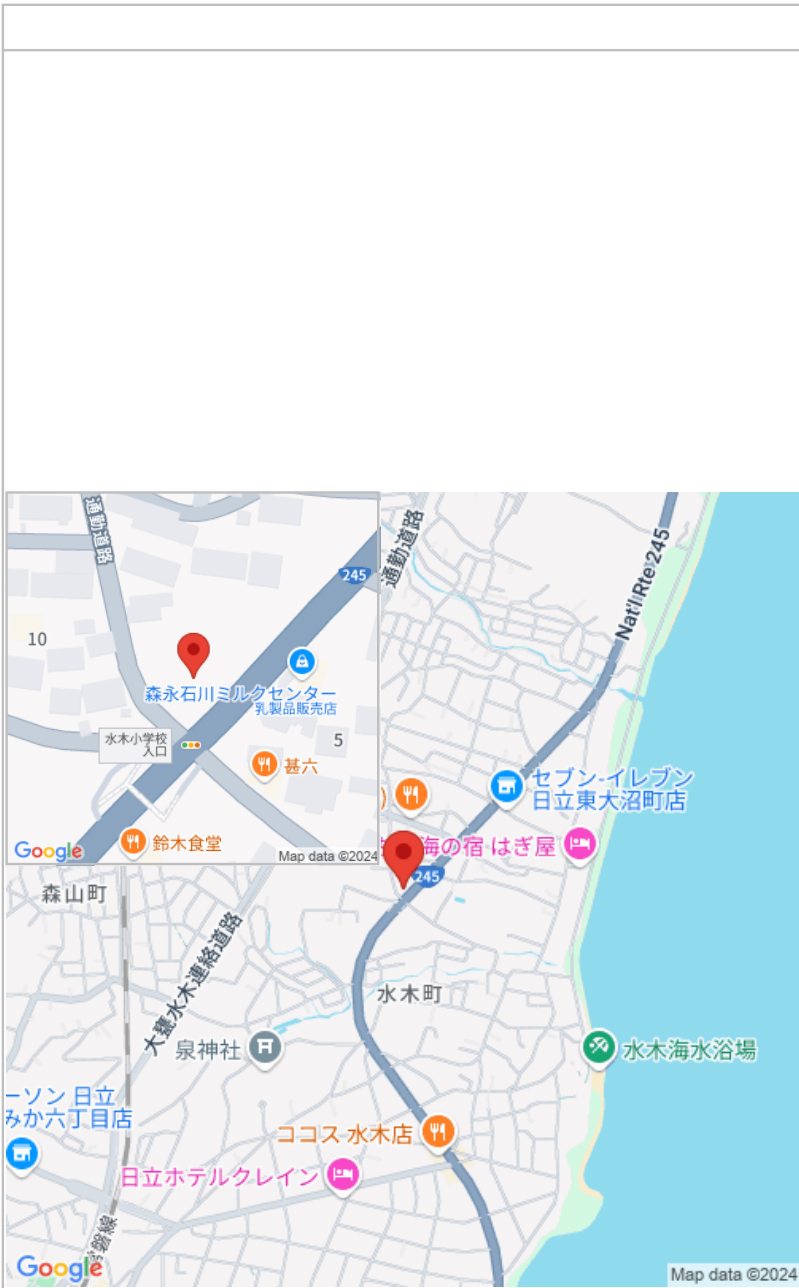 通勤道路
245
10
森永石川ミルクセンター
乳製品販売店
水木小学校
入口
5
甚六
鈴木食堂
Google
Map data ©2024
通勤道路
Nat'l Rte 245
セブン-イレブン
日立東大沼町店
海の宿 はぎ屋
245
森山町
大甕水木連絡道路
水木町
泉神社
水木海水浴場
ーソン 日立
みか六丁目店
ココス 水木店
日立ホテルクレイン
常磐線
Google
Map data ©2024